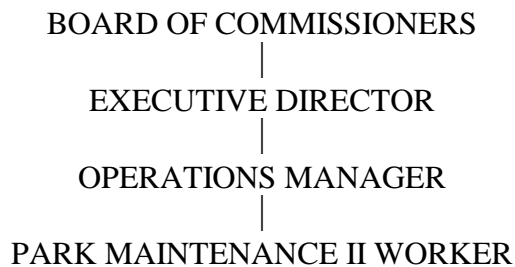 BOARD OF COMMISSIONERS
EXECUTIVE DIRECTOR
OPERATIONS MANAGER
PARK MAINTENANCE II WORKER